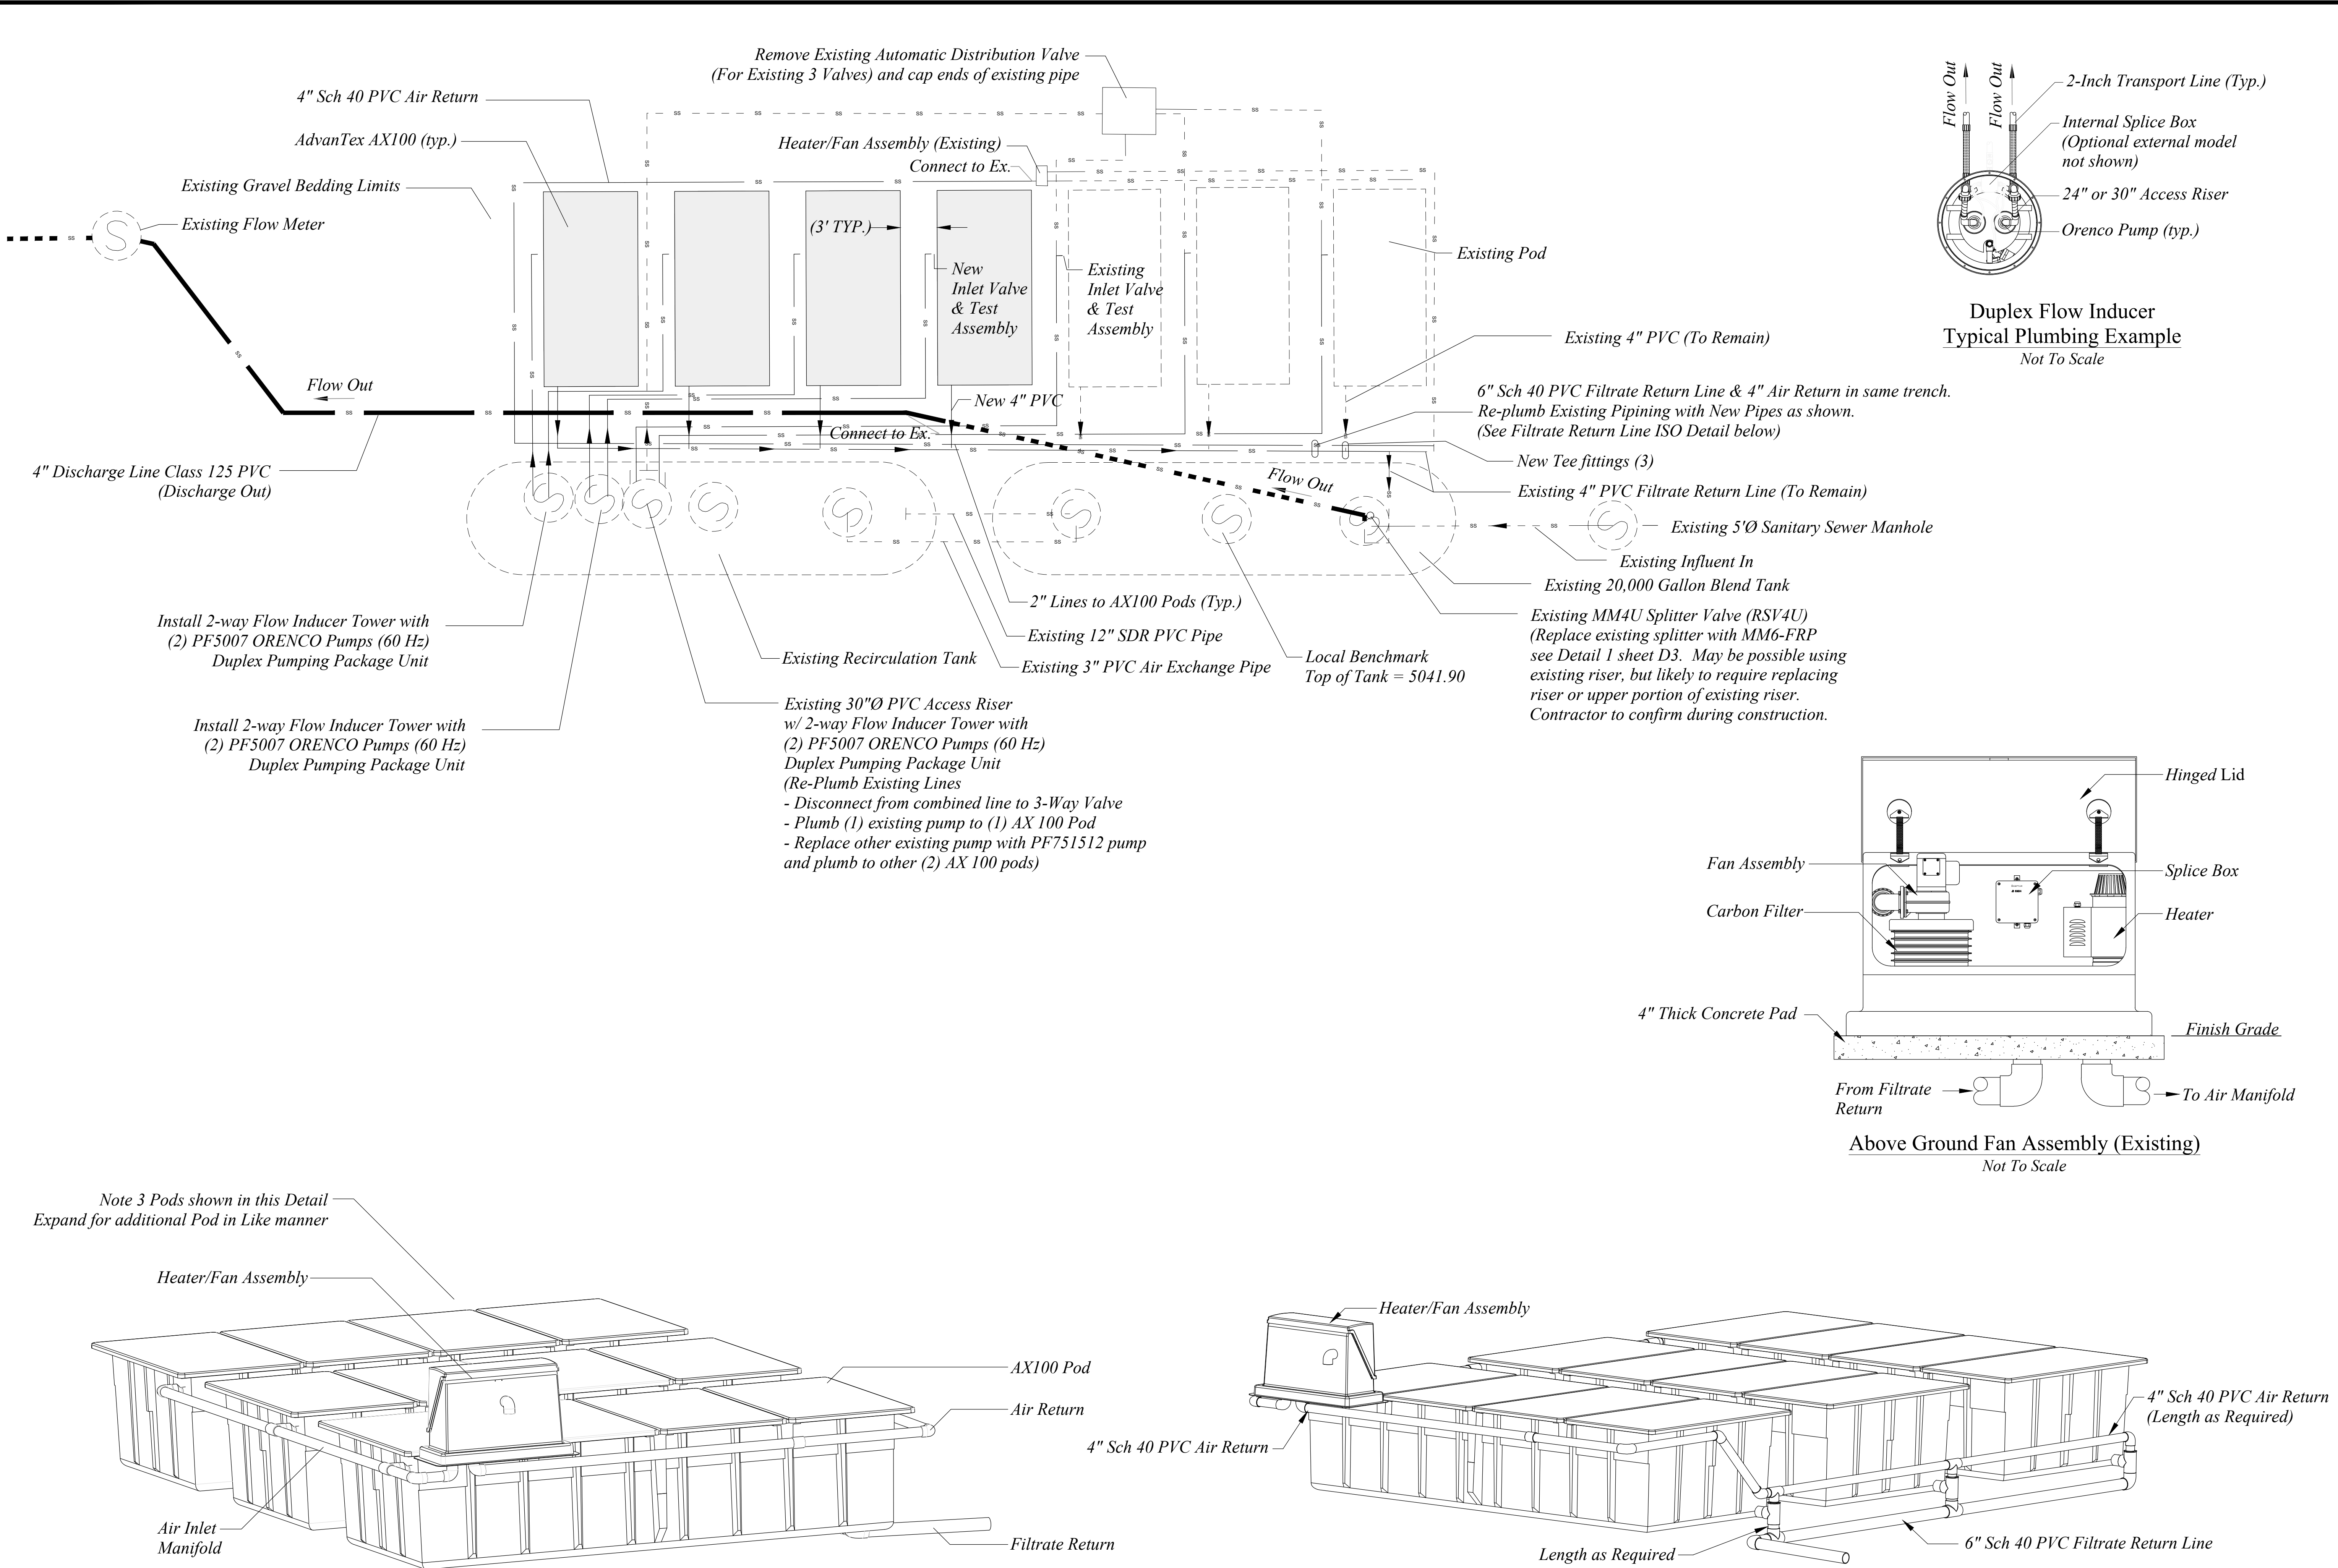 Remove Existing Automatic Distribution Valve
(For Existing 3 Valves) and cap ends of existing pipe
4" Sch 40 PVC Air Return
AdvanTex AX100 (typ.)
Heater/Fan Assembly (Existing)
Connect to Ex.
Existing Gravel Bedding Limits
Existing Flow Meter
(3' TYP.)
New
Inlet Valve
& Test
Assembly
Existing
Inlet Valve
& Test
Assembly
Existing Pod
Flow Out
Existing 4" PVC (To Remain)
6" Sch 40 PVC Filtrate Return Line & 4" Air Return in same trench.
Re-plumb Existing Pipining with New Pipes as shown.
(See Filtrate Return Line ISO Detail below)
New 4" PVC
Connect to Ex.
4" Discharge Line Class 125 PVC
(Discharge Out)
Flow Out
New Tee fittings (3)
Existing 4" PVC Filtrate Return Line (To Remain)
Existing 5'Ø Sanitary Sewer Manhole
Existing Influent In
Existing 20,000 Gallon Blend Tank
2" Lines to AX100 Pods (Typ.)
Existing 12" SDR PVC Pipe
Existing 3" PVC Air Exchange Pipe
Existing Recirculation Tank
Local Benchmark
Top of Tank = 5041.90
Existing MM4U Splitter Valve (RSV4U)
(Replace existing splitter with MM6-FRP
see Detail 1 sheet D3. May be possible using
existing riser, but likely to require replacing
riser or upper portion of existing riser.
Contractor to confirm during construction.
Install 2-way Flow Inducer Tower with
(2) PF5007 ORENCO Pumps (60 Hz)
Duplex Pumping Package Unit
Install 2-way Flow Inducer Tower with
(2) PF5007 ORENCO Pumps (60 Hz)
Duplex Pumping Package Unit
Existing 30"Ø PVC Access Riser
w/ 2-way Flow Inducer Tower with
(2) PF5007 ORENCO Pumps (60 Hz)
Duplex Pumping Package Unit
(Re-Plumb Existing Lines
- Disconnect from combined line to 3-Way Valve
- Plumb (1) existing pump to (1) AX 100 Pod
- Replace other existing pump with PF751512 pump
and plumb to other (2) AX 100 pods)
Flow Out
Flow Out
2-Inch Transport Line (Typ.)
Internal Splice Box
(Optional external model
not shown)
24" or 30" Access Riser
Orenco Pump (typ.)
Duplex Flow Inducer
Typical Plumbing Example
Not To Scale
Hinged Lid
Fan Assembly
Splice Box
Carbon Filter
Heater
4" Thick Concrete Pad
Finish Grade
From Filtrate
Return
To Air Manifold
Above Ground Fan Assembly (Existing)
Not To Scale
Note 3 Pods shown in this Detail
Expand for additional Pod in Like manner
Heater/Fan Assembly
AX100 Pod
Air Return
Air Inlet
Manifold
Filtrate Return
Heater/Fan Assembly
4" Sch 40 PVC Air Return
(Length as Required)
4" Sch 40 PVC Air Return
6" Sch 40 PVC Filtrate Return Line
Length as Required